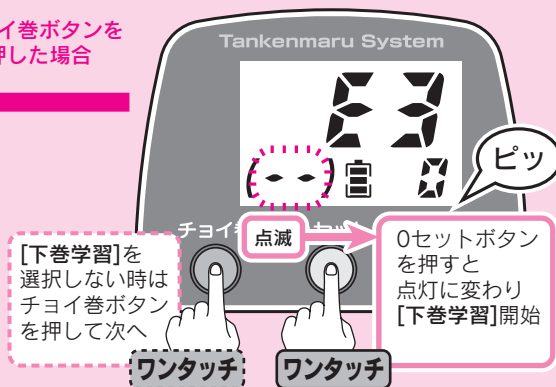 イ巻ボタンを
押した場合
Tankenmaru System
E3
(--)
0
ピッ
チョイ
点滅
[下巻学習]を
選択しない時は
チョイ巻ボタン
を押して次へ
0セットボタン
を押すと
点灯に変わり
[下巻学習]開始
ワンタッチ
ワンタッチ